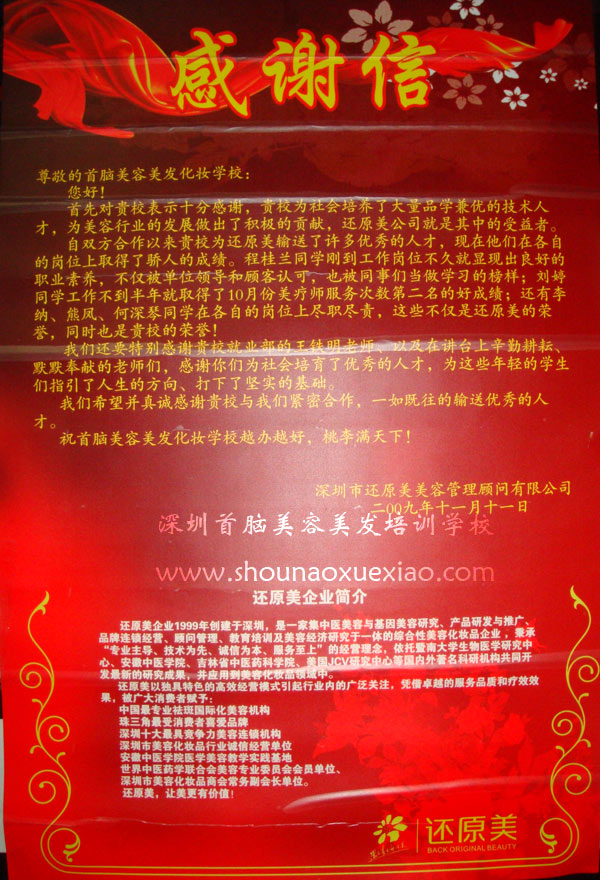 感谢信
尊敬的首脑美容美发化妆学校：
您好！
首先对贵校表示十分感谢，贵校为社会培养了大量品学兼优的技术人
才，为美容行业的发展做出了积极的贡献，还原美公司就是其中的受益者。
自双方合作以来贵校为还原美输送了许多优秀的人才，现在他们在各自
的岗位上取得了骄人的成绩。程桂兰同学刚到工作岗位不久就显现出良好的
职业素养，不仅被单位领导和顾客认可，也被同事们当做学习的榜样；刘婷
同学工作不到半年就取得了10月份美疗师服务次数第二名的好成绩；还有李
纳、熊凤、何深琴同学在各自的岗位上尽职尽责，这些不仅是还原美的荣
誉，同时也是贵校的荣誉！
我们还要特别感谢贵校就业部的王铁明老师，以及在讲台上辛勤耕耘、
默默奉献的老师们，感谢你们为社会培育了优秀的人才，为这些年轻的学生
们指引了人生的方向、打下了坚实的基础。
我们希望并真诚感谢贵校与我们紧密合作，一如既往的输送优秀的人
才。
祝首脑美容美发化妆学校越办越好，桃李满天下！
深圳市还原美美容管理顾问有限公司
二00九年十一月十一日
深圳首脑美容美发培训学校
www.shounaoxuexiao.com
还原美企业简介
还原美企业1999年创建于深圳，是一家集中医美容与基因美容研究、产品研发与推广、
品牌连锁经营、顾问管理、教育培训及美容经济研究于一体的综合性美容化妆品企业，秉承
“专业主导、技术为先、诚信为本、服务至上”的经营理念，依托暨南大学生物医学研究中
心、安徽中医学院、吉林省中医药科学院、美国JCV研究中心等国内外著名科研机构共同开
发最新的研究成果，并应用到美容化妆品领域中。
还原美以独具特色的高效经营模式引起行业内的广泛关注，凭借卓越的服务品质和疗效效
果，被广大消费者赋予：
中国最专业祛斑国际化美容机构
珠三角最受消费者喜爱品牌
深圳十大最具竞争力美容连锁机构
深圳市美容化妆品行业诚信经营单位
安徽中医学院医学美容教学实践基地
世界中医药学联合会美容专业委员会会员单位、
深圳市美容化妆品商会常务副会长单位。
还原美，让美更有价值！
还原美
BACK ORIGINAL BEAUTY